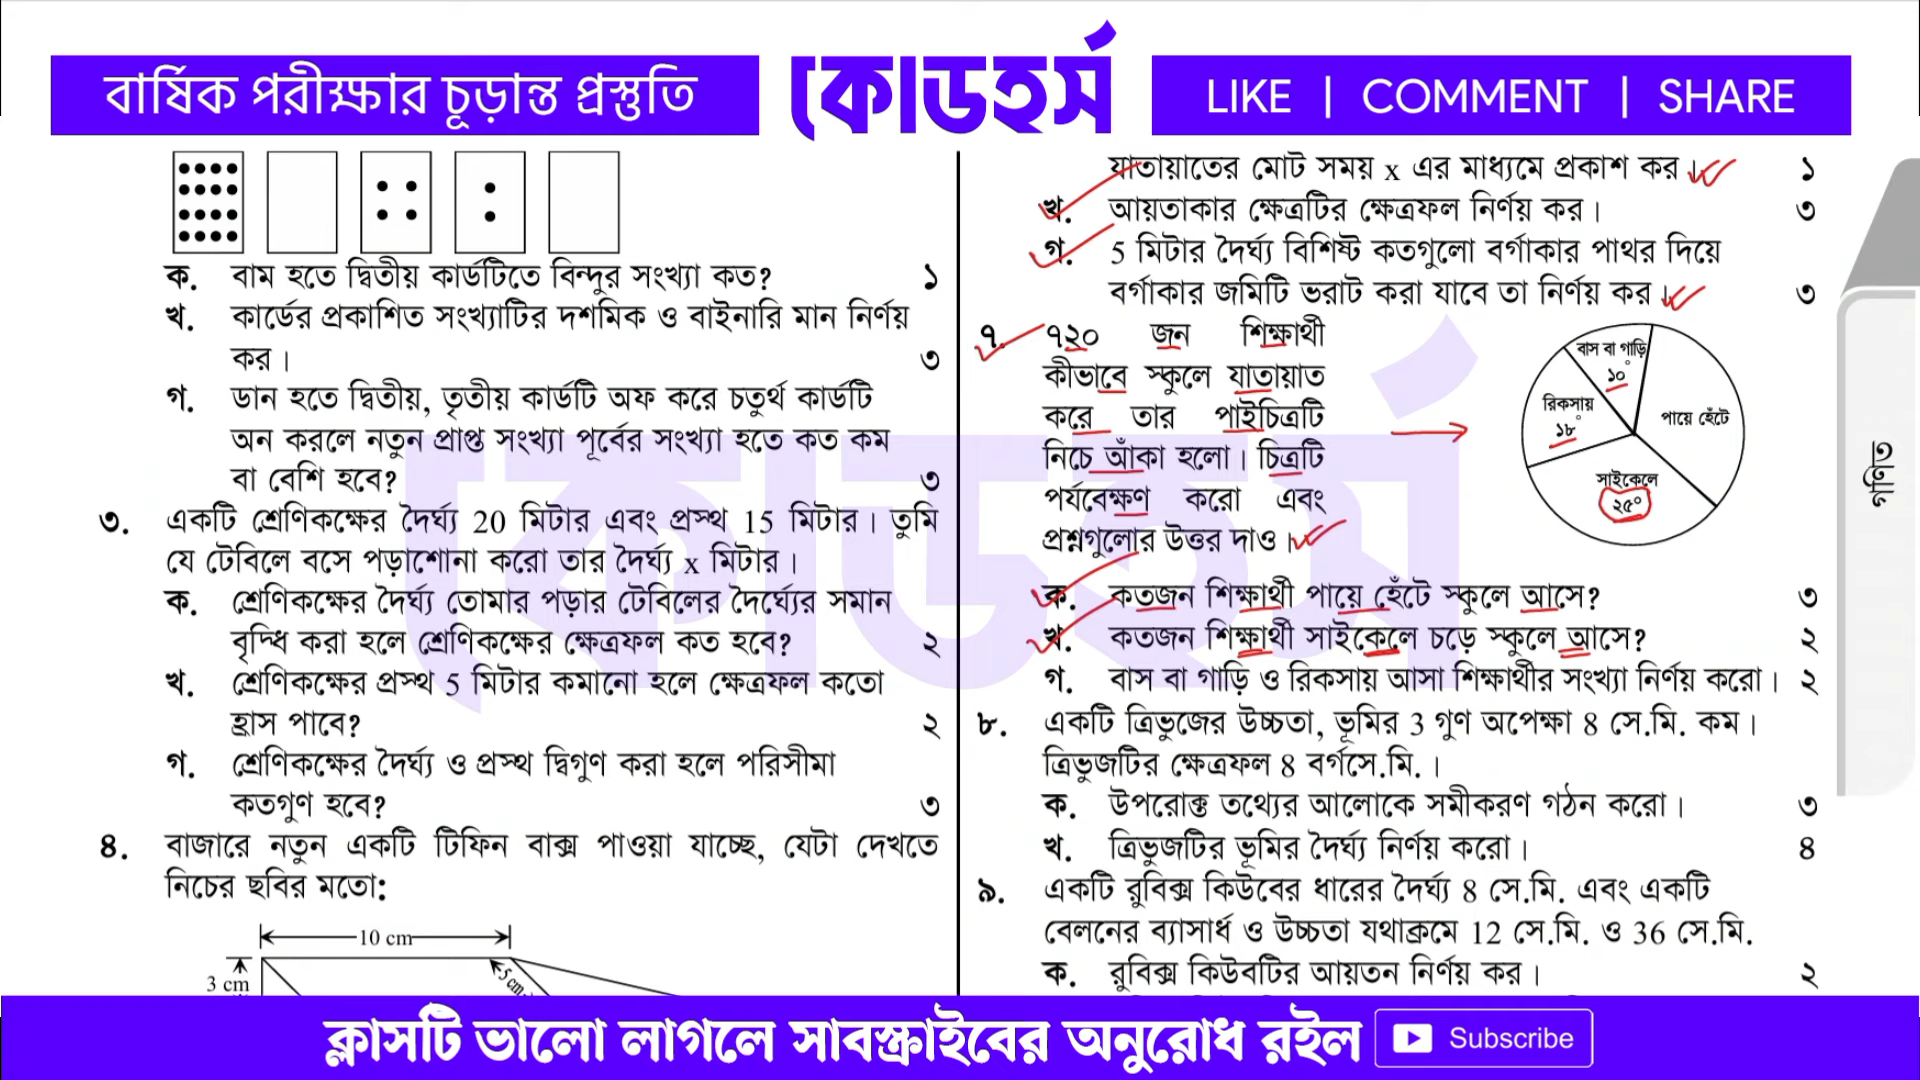 বার্ষিক পরীক্ষার চূড়ান্ত প্রস্তুতি
কোডহর্স
LIKE | COMMENT | SHARE
ক. বাম হতে দ্বিতীয় কার্ডটিতে বিন্দুর সংখ্যা কত? ১
খ. কার্ডের প্রকাশিত সংখ্যাটির দশমিক ও বাইনারি মান নির্ণয়
কর। ৩
গ. ডান হতে দ্বিতীয়, তৃতীয় কার্ডটি অফ করে চতুর্থ কার্ডটি
অন করলে নতুন প্রাপ্ত সংখ্যা পূর্বের সংখ্যা হতে কত কম
বা বেশি হবে? ৩
৩. একটি শ্রেণিকক্ষের দৈর্ঘ্য 20 মিটার এবং প্রস্থ 15 মিটার। তুমি
যে টেবিলে বসে পড়াশোনা করো তার দৈর্ঘ্য x মিটার।
ক. শ্রেণিকক্ষের দৈর্ঘ্য তোমার পড়ার টেবিলের দৈর্ঘ্যের সমান
বৃদ্ধি করা হলে শ্রেণিকক্ষের ক্ষেত্রফল কত হবে? ২
খ. শ্রেণিকক্ষের প্রস্থ 5 মিটার কমানো হলে ক্ষেত্রফল কতো
হ্রাস পাবে? ২
গ. শ্রেণিকক্ষের দৈর্ঘ্য ও প্রস্থ দ্বিগুণ করা হলে পরিসীমা
কতগুণ হবে? ৩
৪. বাজারে নতুন একটি টিফিন বাক্স পাওয়া যাচ্ছে, যেটা দেখতে
নিচের ছবির মতো:
10 cm
3 cm
5 cm
যাতায়াতের মোট সময় x এর মাধ্যমে প্রকাশ কর। ১
খ. আয়তাকার ক্ষেত্রটির ক্ষেত্রফল নির্ণয় কর। ৩
গ. 5 মিটার দৈর্ঘ্য বিশিষ্ট কতগুলো বর্গাকার পাথর দিয়ে
বর্গাকার জমিটি ভরাট করা যাবে তা নির্ণয় কর। ৩
৭. ৭২০ জন শিক্ষার্থী
কীভাবে স্কুলে যাতায়াত
করে তার পাইচিত্রটি
নিচে আঁকা হলো। চিত্রটি
পর্যবেক্ষণ করো এবং
প্রশ্নগুলোর উত্তর দাও।
বাস বা গাড়ি
১০°
রিকসায়
১৮°
পায়ে হেঁটে
সাইকেলে
২৫°
ক. কতজন শিক্ষার্থী পায়ে হেঁটে স্কুলে আসে? ৩
খ. কতজন শিক্ষার্থী সাইকেলে চড়ে স্কুলে আসে? ২
গ. বাস বা গাড়ি ও রিকসায় আসা শিক্ষার্থীর সংখ্যা নির্ণয় করো। ২
৮. একটি ত্রিভুজের উচ্চতা, ভূমির 3 গুণ অপেক্ষা 8 সে.মি. কম।
ত্রিভুজটির ক্ষেত্রফল 8 বর্গসে.মি.।
ক. উপরোক্ত তথ্যের আলোকে সমীকরণ গঠন করো। ৩
খ. ত্রিভুজটির ভূমির দৈর্ঘ্য নির্ণয় করো। ৪
৯. একটি রুবিক্স কিউবের ধারের দৈর্ঘ্য 8 সে.মি. এবং একটি
বেলনের ব্যাসার্ধ ও উচ্চতা যথাক্রমে 12 সে.মি. ও 36 সে.মি.
ক. রুবিক্স কিউবটির আয়তন নির্ণয় কর। ২
গণিত
কোডহর্স
ক্লাসটি ভালো লাগলে সাবস্ক্রাইবের অনুরোধ রইল
Subscribe